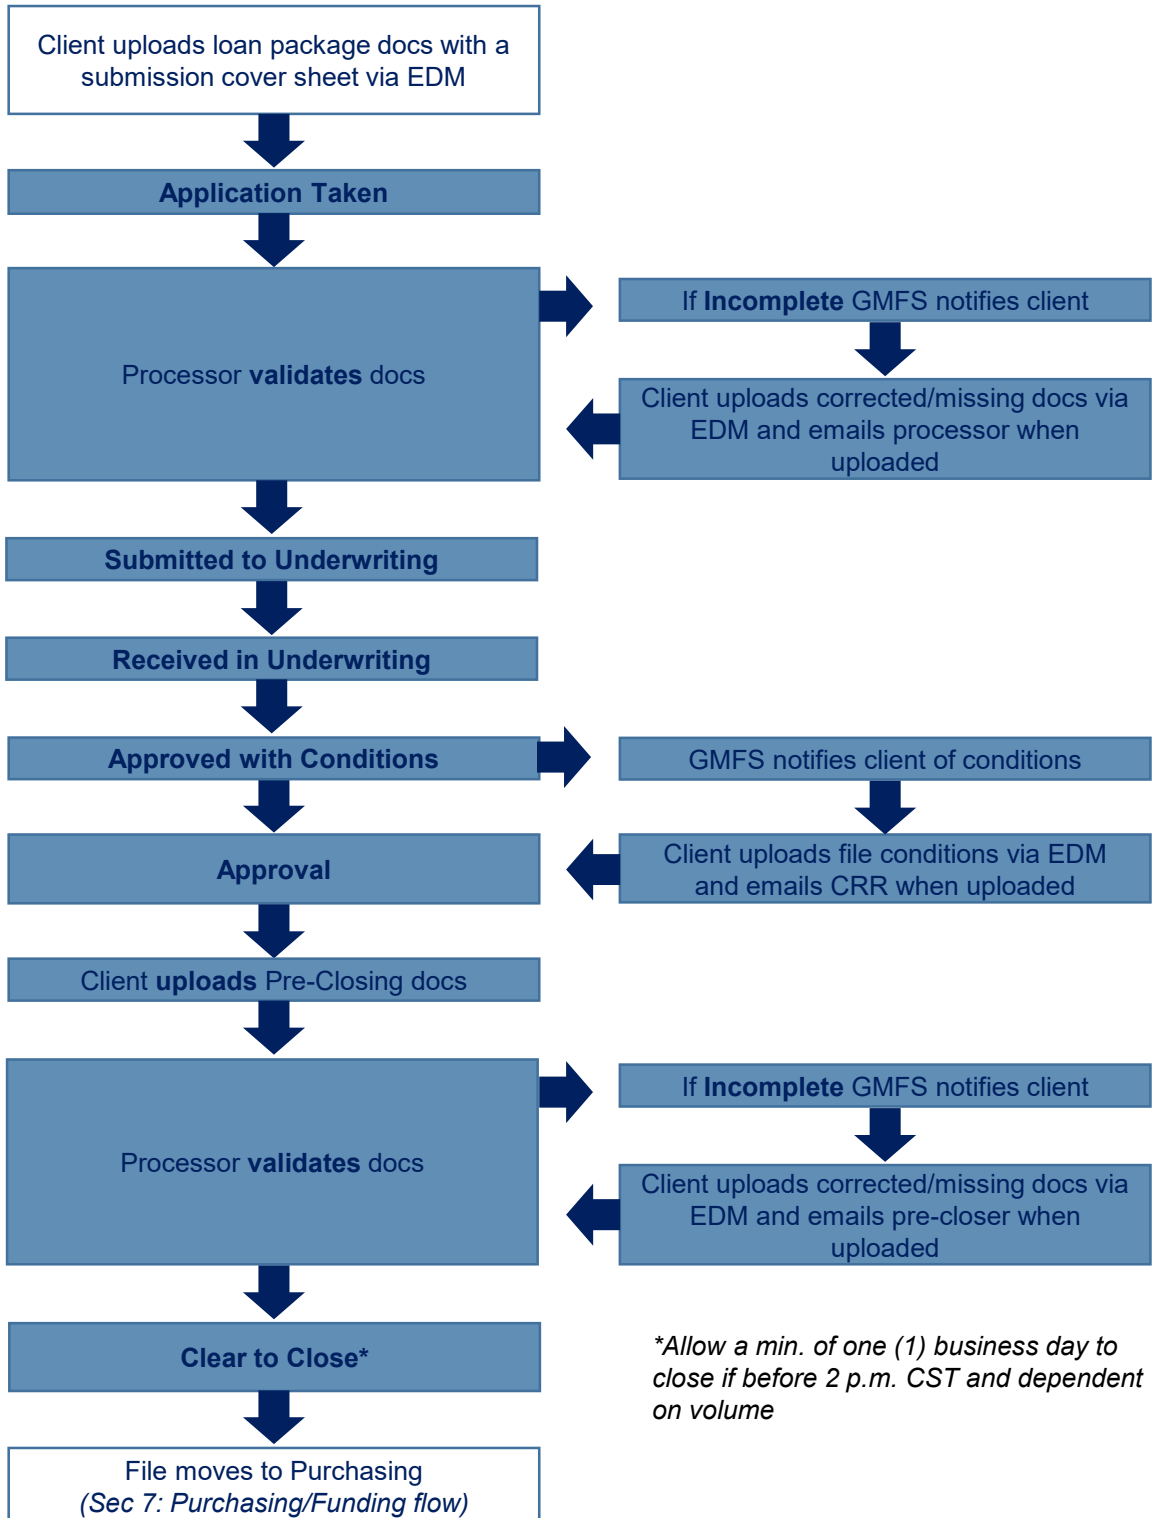 Client uploads loan package docs with a
submission cover sheet via EDM
Application Taken
Processor validates docs
If Incomplete GMFS notifies client
Client uploads corrected/missing docs via
EDM and emails processor when
uploaded
Submitted to Underwriting
Received in Underwriting
Approved with Conditions
GMFS notifies client of conditions
Client uploads file conditions via EDM
and emails CRR when uploaded
Approval
Client uploads Pre-Closing docs
Processor validates docs
If Incomplete GMFS notifies client
Client uploads corrected/missing docs via
EDM and emails pre-closer when
uploaded
Clear to Close*
*Allow a min. of one (1) business day to
close if before 2 p.m. CST and dependent
on volume
File moves to Purchasing
(Sec 7: Purchasing/Funding flow)